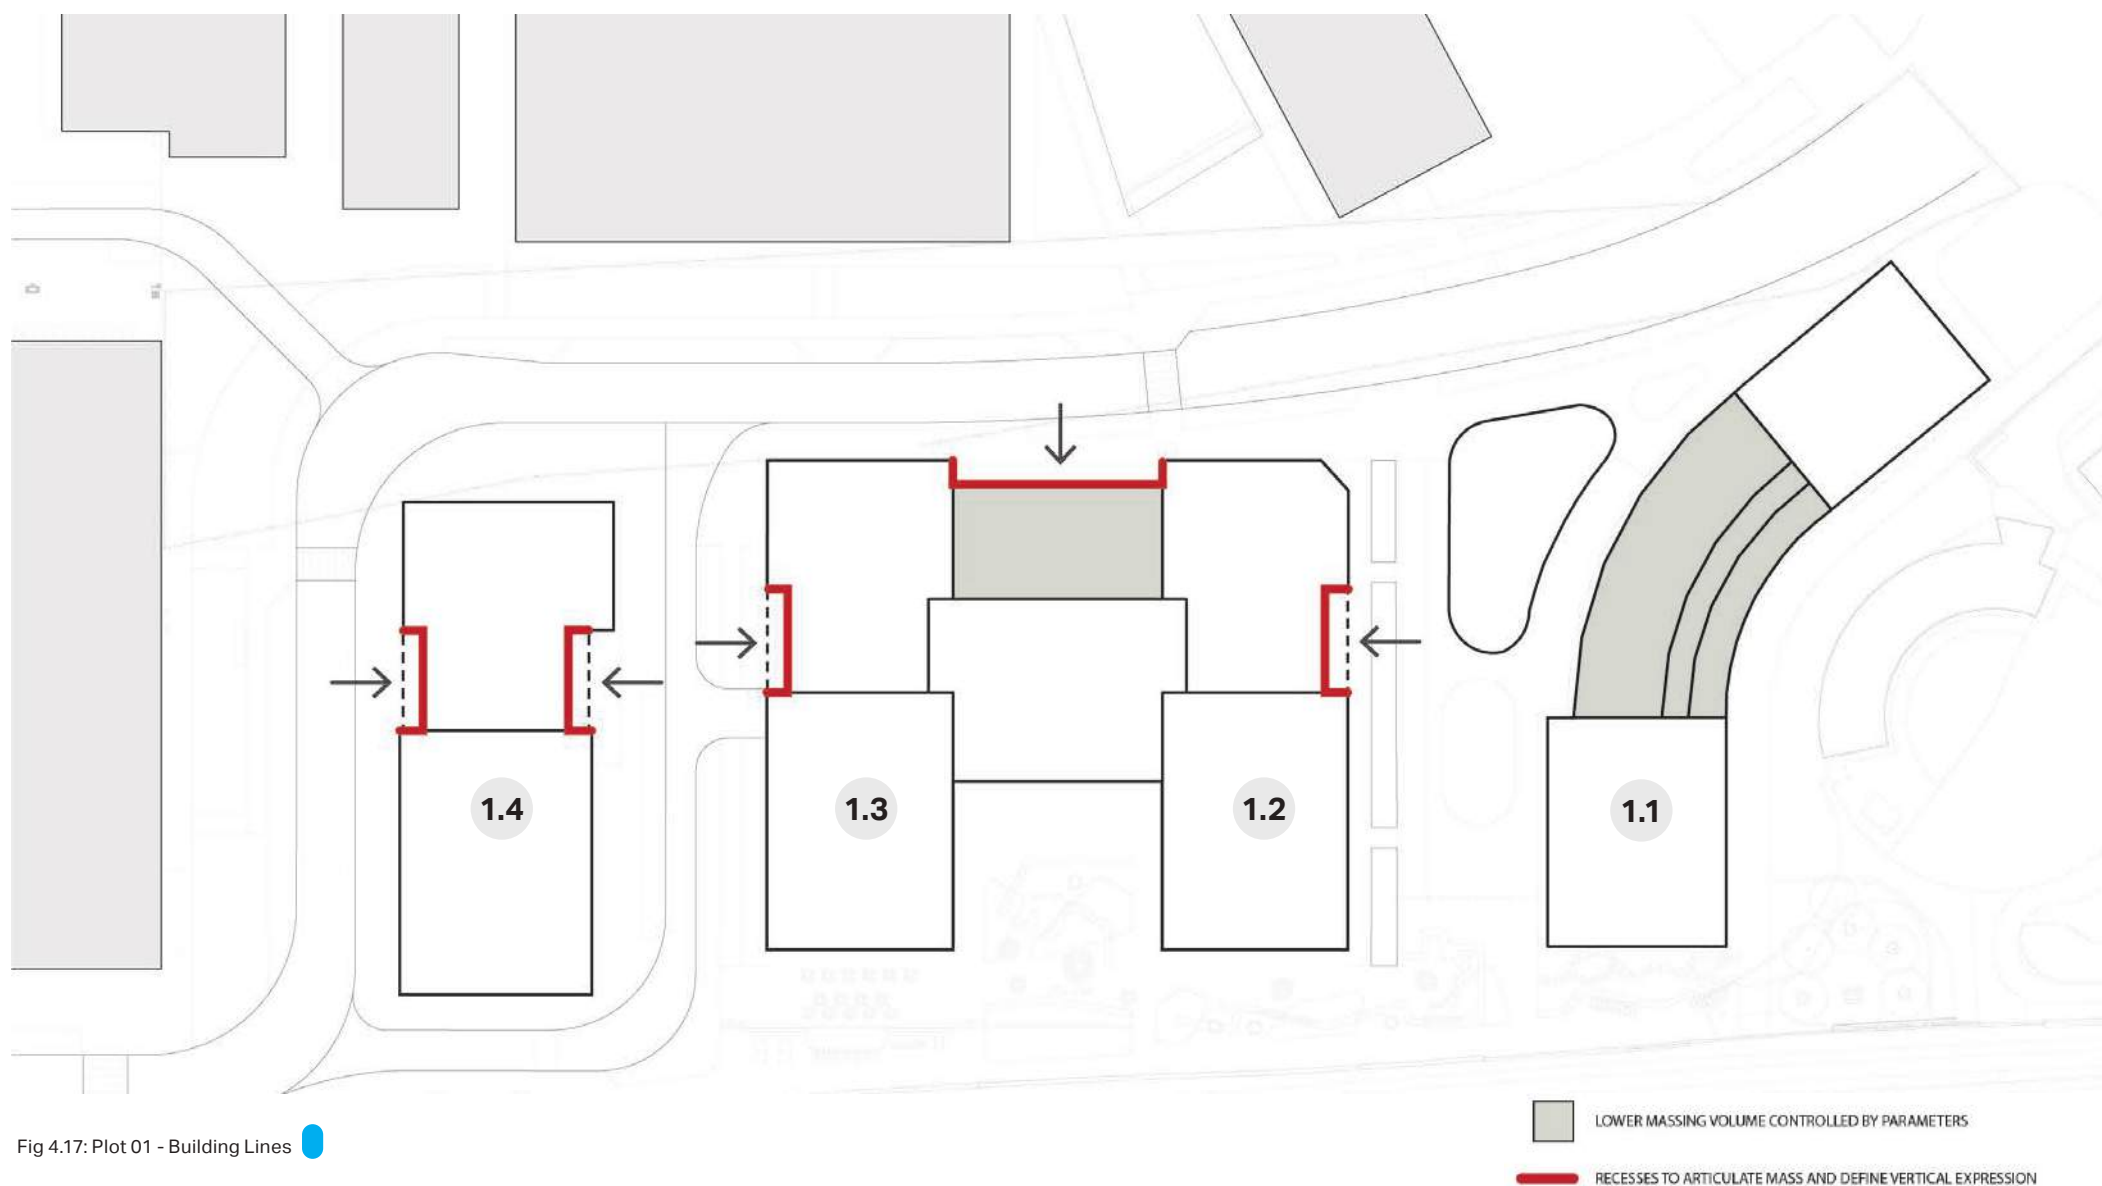 1.4
1.3
1.2
1.1
LOWER MASSING VOLUME CONTROLLED BY PARAMETERS
Fig 4.17: Plot 01 - Building Lines
RECESSES TO ARTICULATE MASS AND DEFINE VERTICAL EXPRESSION